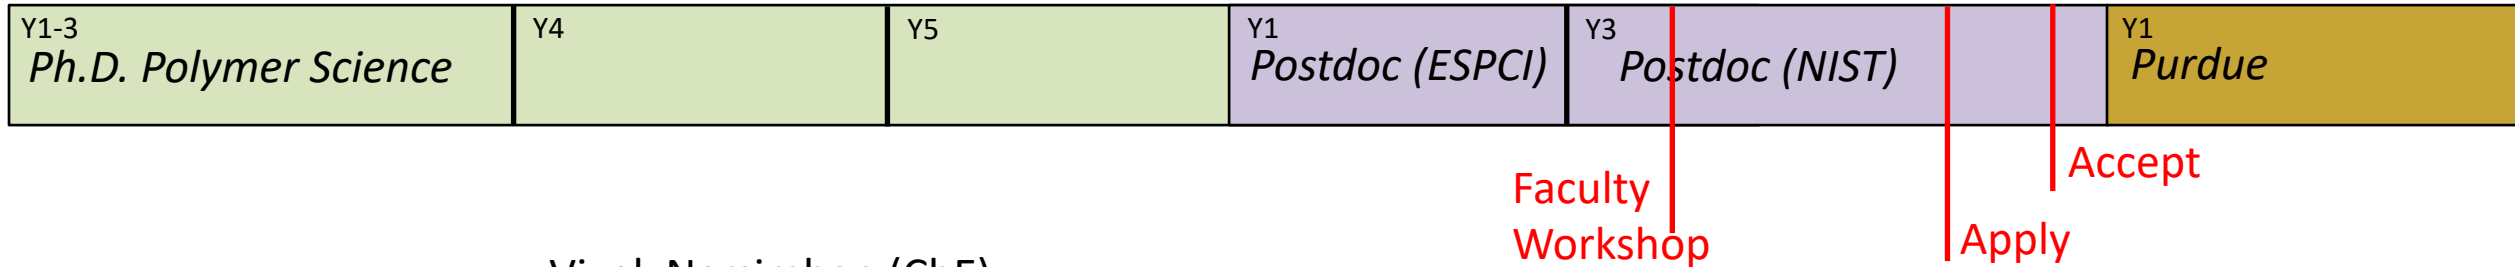 Y1-3
Ph.D. Polymer Science
Y4
Y5
Y1
Postdoc (ESPCI)
Y3
Postdoc (NIST)
Y1
Purdue
Faculty
Workshop
Apply
Accept
(ChE)